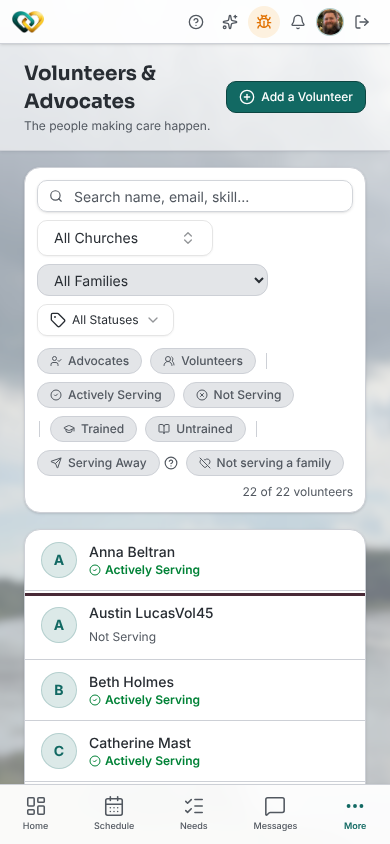 Volunteers &
Advocates
The people making care happen.
Add a Volunteer
Search name, email, skill...
All Churches
All Families
All Statuses
Advocates
Volunteers
Actively Serving
Not Serving
Trained
Untrained
Serving Away
Not serving a family
22 of 22 volunteers
A
Anna Beltran
Actively Serving
A
Austin LucasVol45
Not Serving
B
Beth Holmes
Actively Serving
C
Catherine Mast
Actively Serving
Home
Schedule
Needs
Messages
More